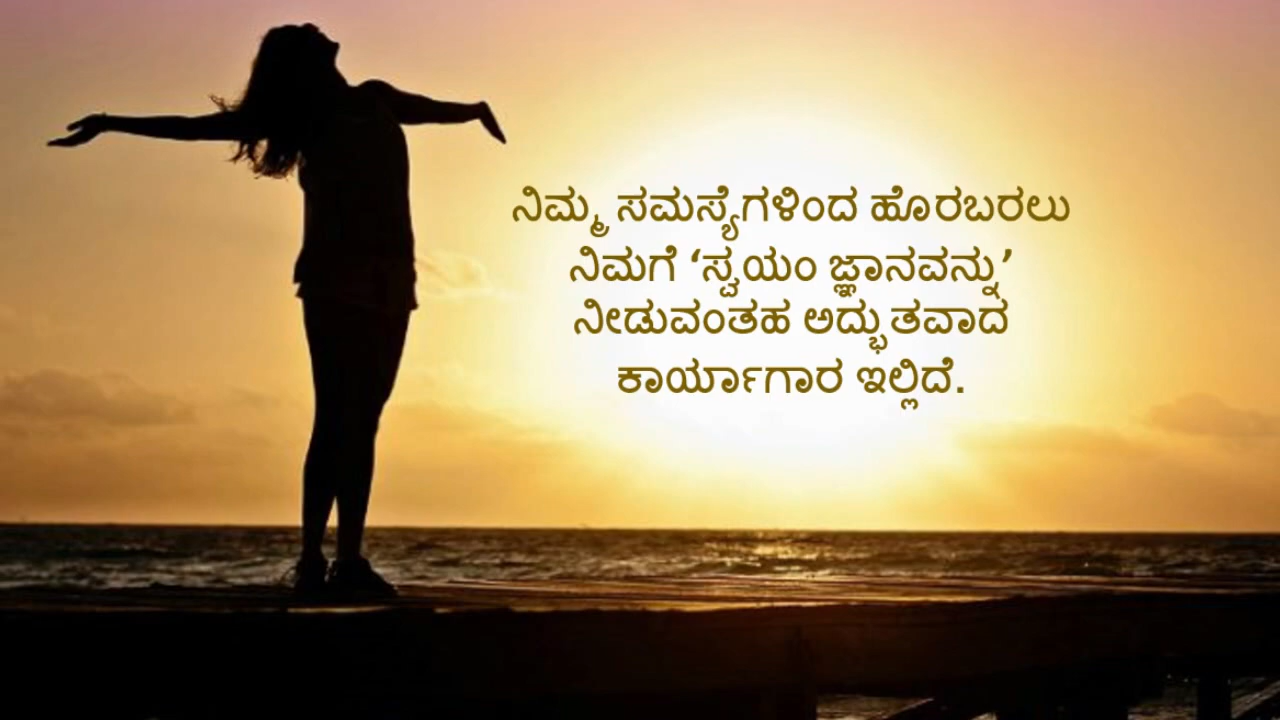 ನಿಮ್ಮ ಸಮಸ್ಯೆಗಳಿಂದ ಹೊರಬರಲು
ನಿಮಗೆ ‘ಸ್ವಯಂ ಜ್ಞಾನವನ್ನು’
ನೀಡುವಂತಹ ಅದ್ಭುತವಾದ
ಕಾರ್ಯಾಗಾರ ಇಲ್ಲಿದೆ.